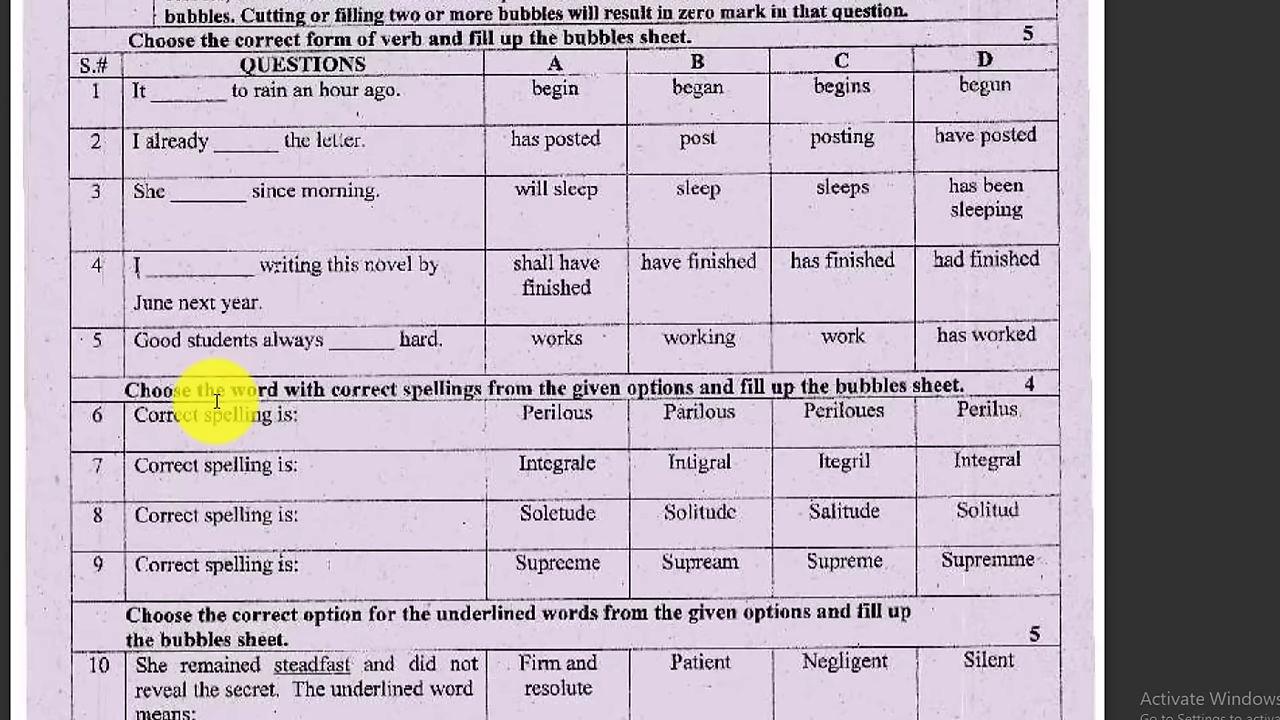 bubbles. Cutting or filling two or more bubbles will result in zero mark in that question.
Choose the correct form of verb and fill up the bubbles sheet. 5
S.# QUESTIONS A B C D
1 It ________ to rain an hour ago. begin began begins begun
2 I already ______ the letter. has posted post posting have posted
3 She ________ since morning. will sleep sleep sleeps has been
sleeping
4 I ___________ writing this novel by shall have have finished has finished had finished
finished
June next year.
5 Good students always _______ hard. works working work has worked
Choose the word with correct spellings from the given options and fill up the bubbles sheet. 4
6 Correct spelling is: Perilous Parilous Periloues Perilus
7 Correct spelling is: Integrale Intigral Itegril Integral
8 Correct spelling is: Soletude Solitude Salitude Solitud
9 Correct spelling is: Supreeme Supream Supreme Supremme
Choose the correct option for the underlined words from the given options and fill up
the bubbles sheet. 5
10 She remained steadfast and did not Firm and Patient Negligent Silent
reveal the secret. The underlined word resolute
means:
Activate Windows